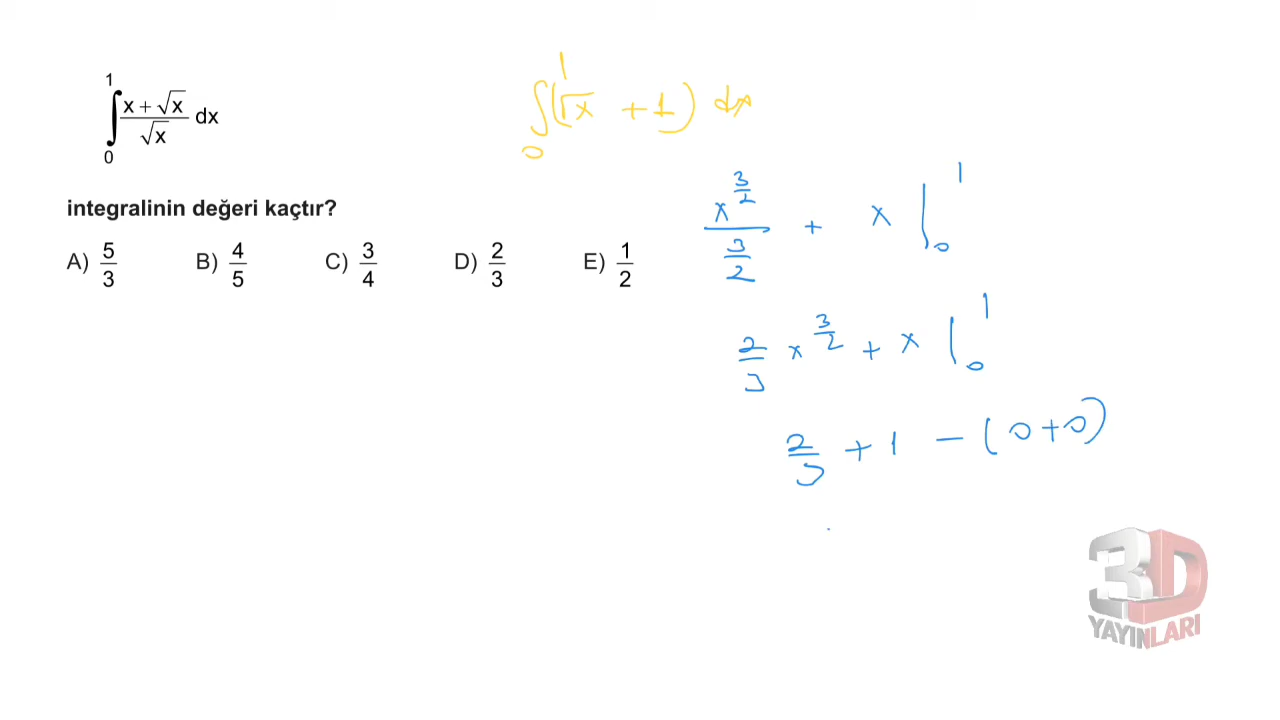 ∫₀¹ (x + √x)/√x dx
integralinin değeri kaçtır?
A) 5/3 B) 4/5 C) 3/4 D) 2/3 E) 1/2
∫₀¹ (√x + 1) dx
x^(3/2)/(3/2) + x |₀¹
2/3 x^(3/2) + x |₀¹
2/3 + 1 - (0+0)
3D
YAYINLARI